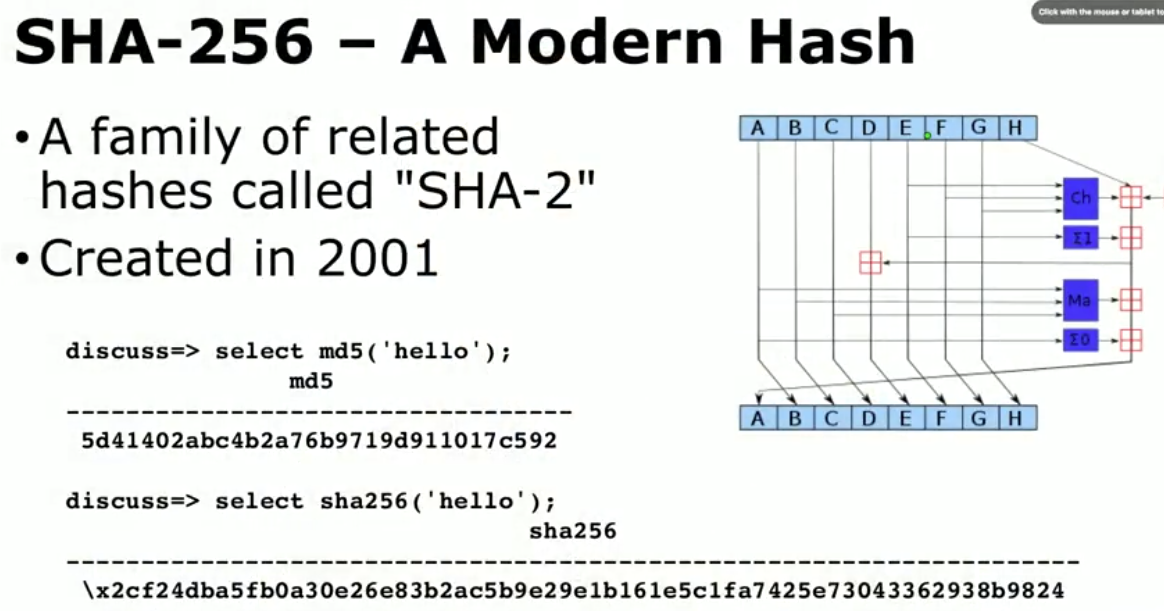 Click with the mouse or tablet to
SHA-256 – A Modern Hash
• A family of related
hashes called "SHA-2"
• Created in 2001
discuss=> select md5('hello');
md5
----------------------------------
5d41402abc4b2a76b9719d911017c592
discuss=> select sha256('hello');
sha256
--------------------------------------------------------------------
\x2cf24dba5fb0a30e26e83b2ac5b9e29e1b161e5c1fa7425e73043362938b9824
A B C D E F G H
Ch
Σ1
Ma
Σ0
A B C D E F G H